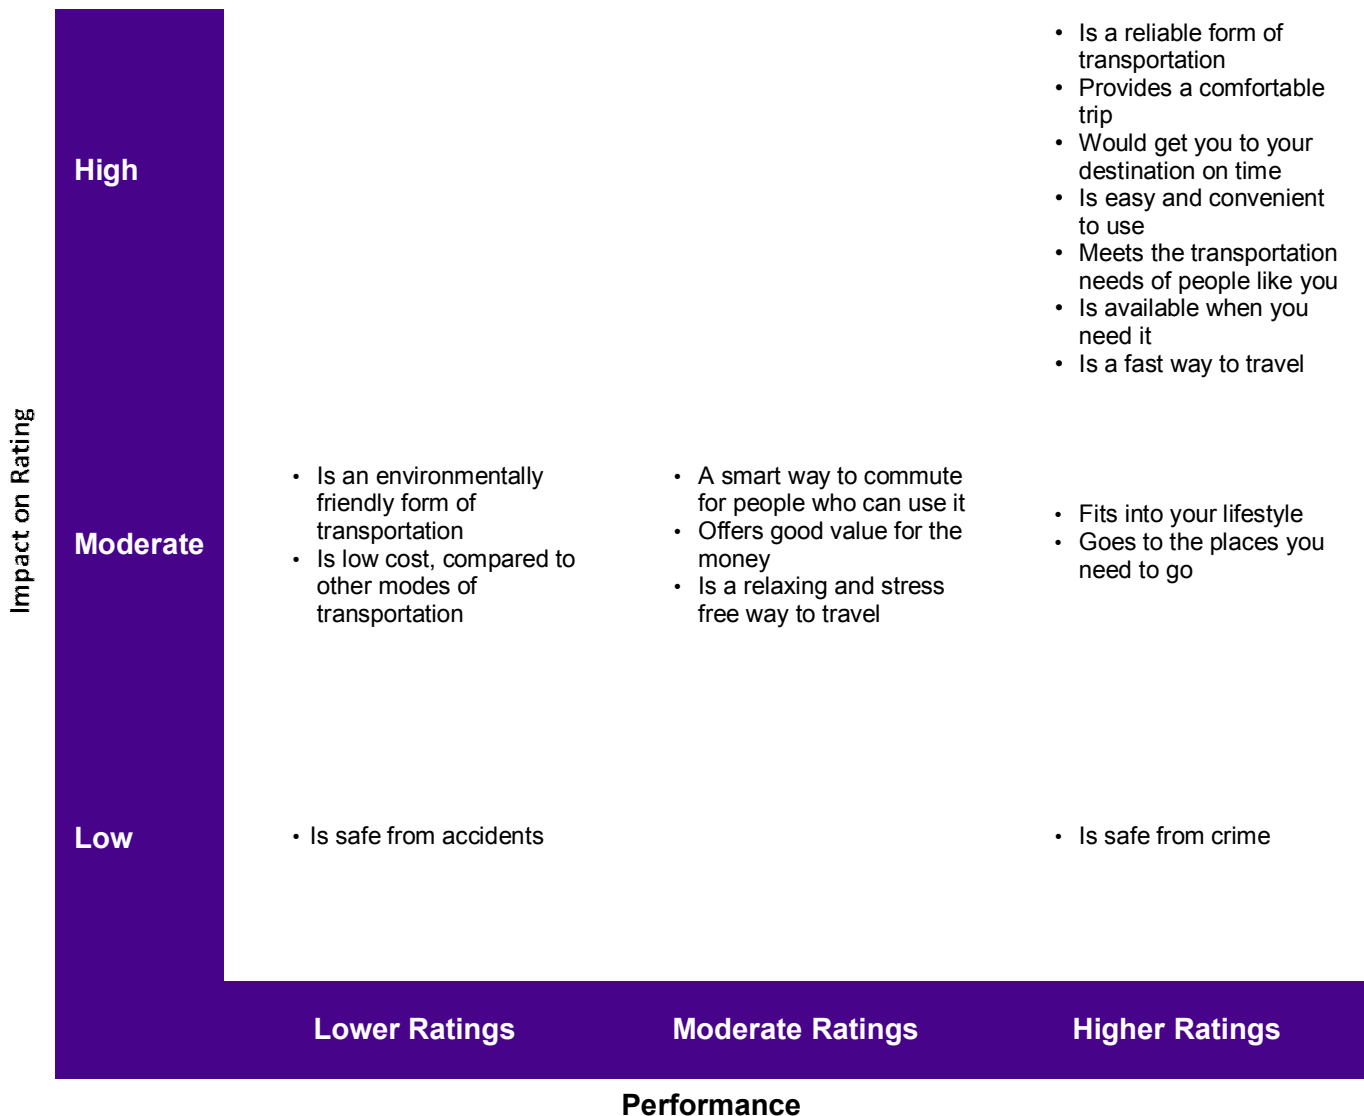 Impact on Rating
High
• Is a reliable form of
transportation
• Provides a comfortable
trip
• Would get you to your
destination on time
• Is easy and convenient
to use
• Meets the transportation
needs of people like you
• Is available when you
need it
• Is a fast way to travel
Moderate
• Is an environmentally
friendly form of
transportation
• Is low cost, compared to
other modes of
transportation
• A smart way to commute
for people who can use it
• Offers good value for the
money
• Is a relaxing and stress
free way to travel
• Fits into your lifestyle
• Goes to the places you
need to go
Low
• Is safe from accidents
• Is safe from crime
Lower Ratings
Moderate Ratings
Higher Ratings
Performance